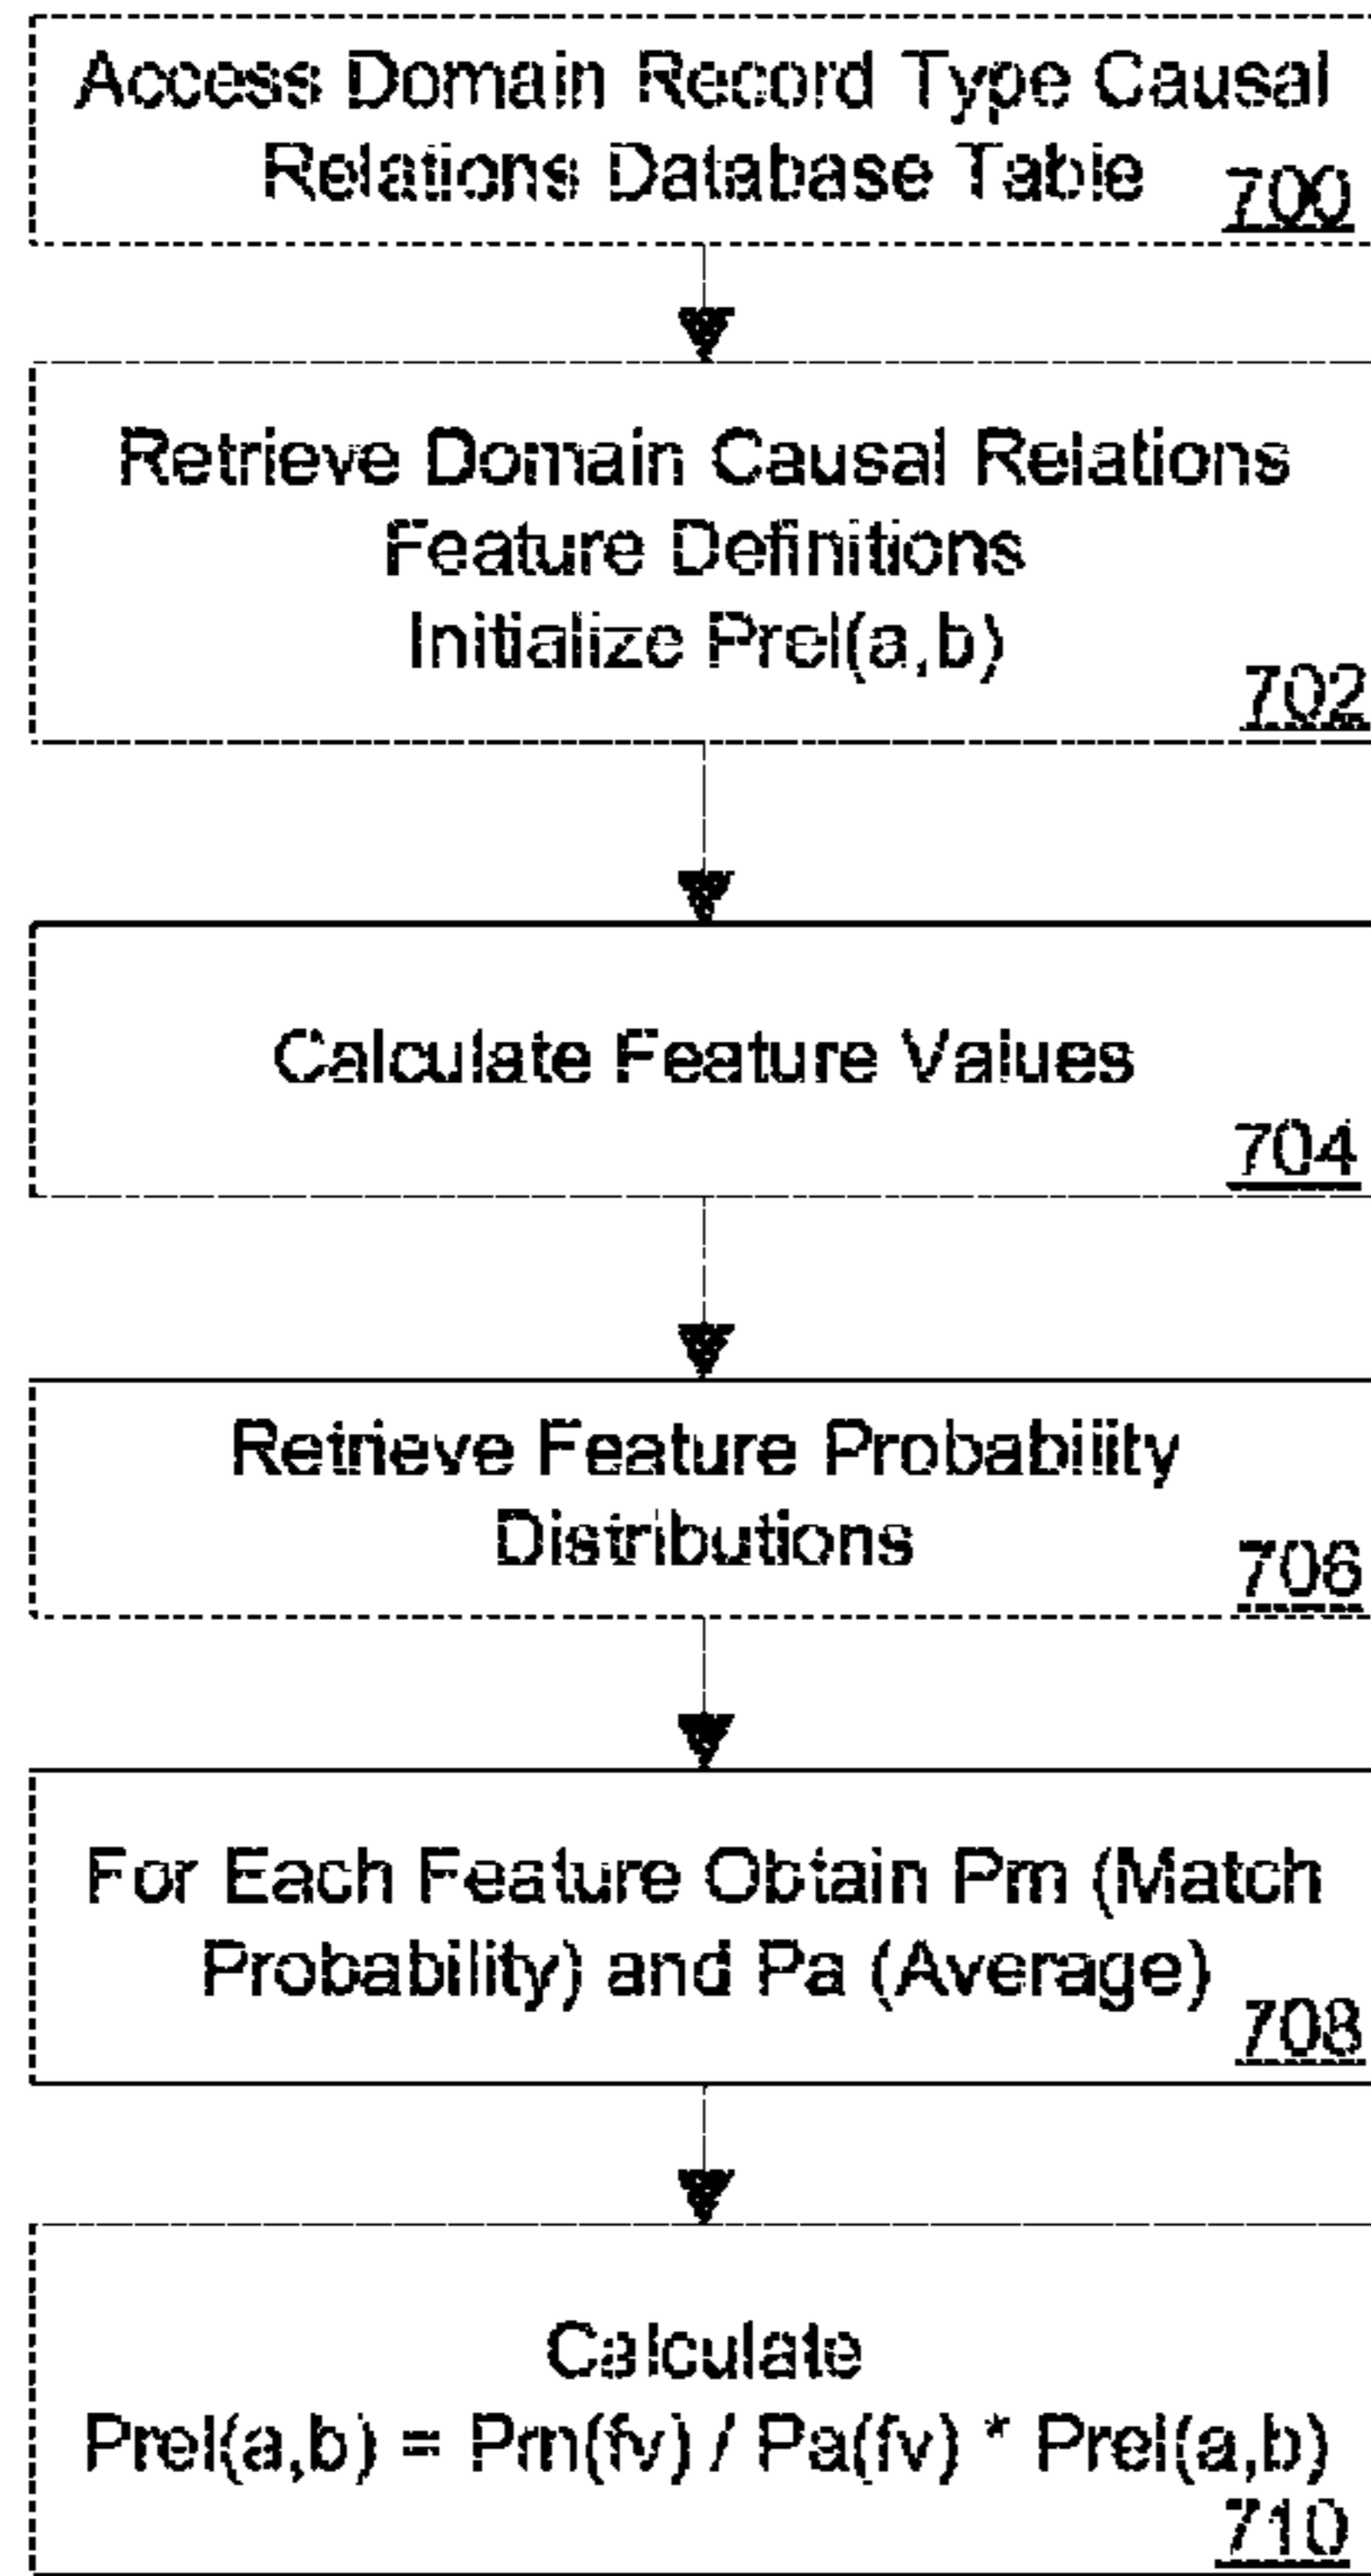 Access Domain Record Type Causal
Relations Database Table
700
Retrieve Domain Causal Relations
Feature Definitions
Initialize Prel(a,b)
702
Calculate Feature Values
704
Retrieve Feature Probability
Distributions
706
For Each Feature Obtain Pm (Match
Probability) and Pa (Average)
708
Calculate
Prel(a,b) = Pm(fv) / Pa(fv) * Prel(a,b)
710